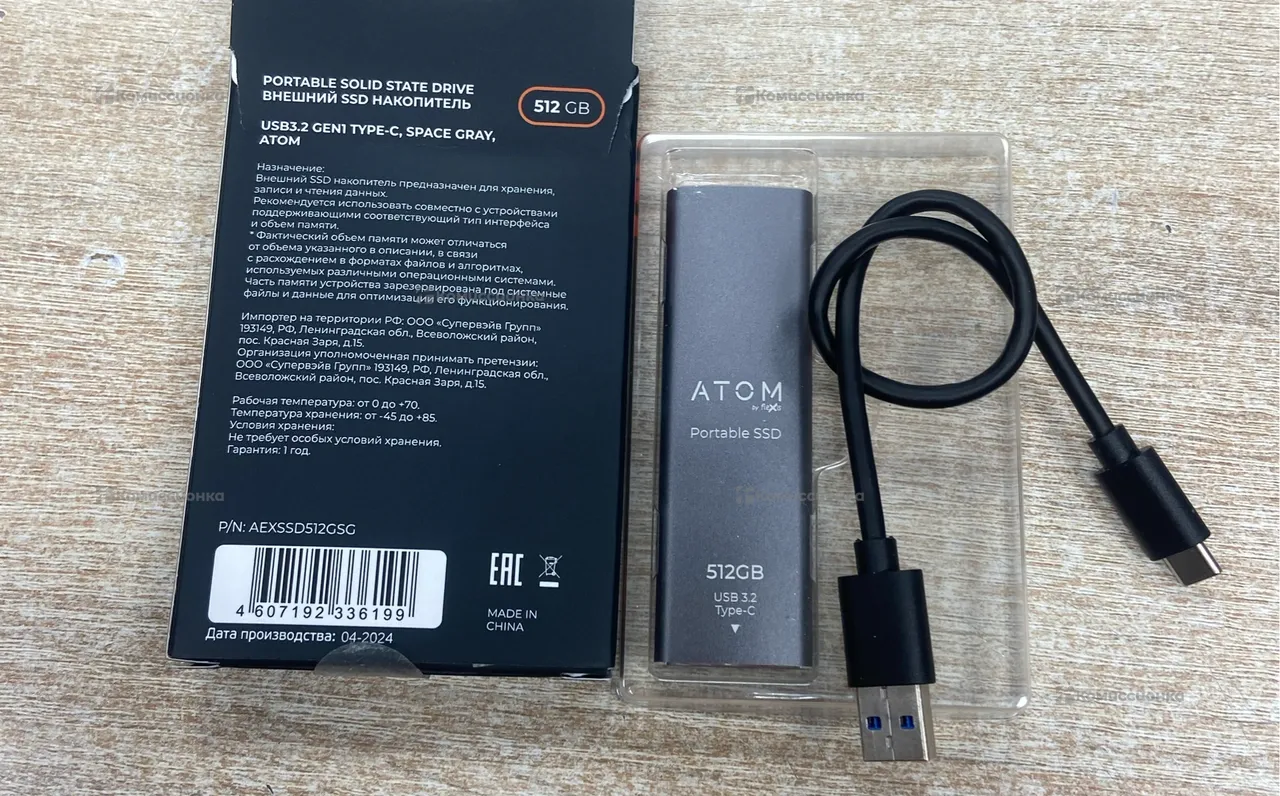 PORTABLE SOLID STATE DRIVE
ВНЕШНИЙ SSD НАКОПИТЕЛЬ
512 GB
USB3.2 GEN1 TYPE-C, SPACE GRAY,
ATOM
Назначение:
Внешний SSD накопитель предназначен для хранения,
записи и чтения данных.
Рекомендуется использовать совместно с устройствами
поддерживающими соответствующий тип интерфейса
и объем памяти.
* Фактический объем памяти может отличаться
от объема указанного в описании, в связи
с расхождением в форматах файлов и алгоритмах,
используемых различными операционными системами.
Часть памяти устройства зарезервирована под системные
файлы и данные для оптимизации его функционирования.
Импортер на территории РФ: ООО «Супервэйв Групп»
193149, РФ, Ленинградская обл., Всеволожский район,
пос. Красная Заря, д.15.
Организация уполномоченная принимать претензии:
ООО «Супервэйв Групп» 193149, РФ, Ленинградская обл.,
Всеволожский район, пос. Красная Заря, д.15.
Рабочая температура: от 0 до +70.
Температура хранения: от -45 до +85.
Условия хранения:
Не требует особых условий хранения.
Гарантия: 1 год.
P/N: AEXSSD512GSG
4 607192 336199
Дата производства: 04-2024
EAC
MADE IN
CHINA
ATOM
by flexis
Portable SSD
512GB
USB 3.2
Type-C
Комиссионка
Комиссионка
Комиссионка
Комиссионка
Комиссионка
Комиссионка